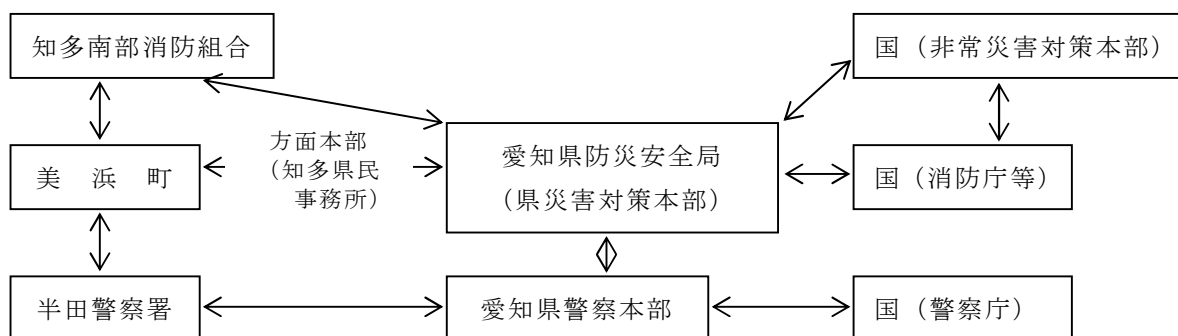 知多南部消防組合
国（非常災害対策本部）
方面本部
（知多県民
事務所）
愛知県防災安全局
（県災害対策本部）
美　浜　町
国（消防庁等）
半田警察署
愛知県警察本部
国（警察庁）